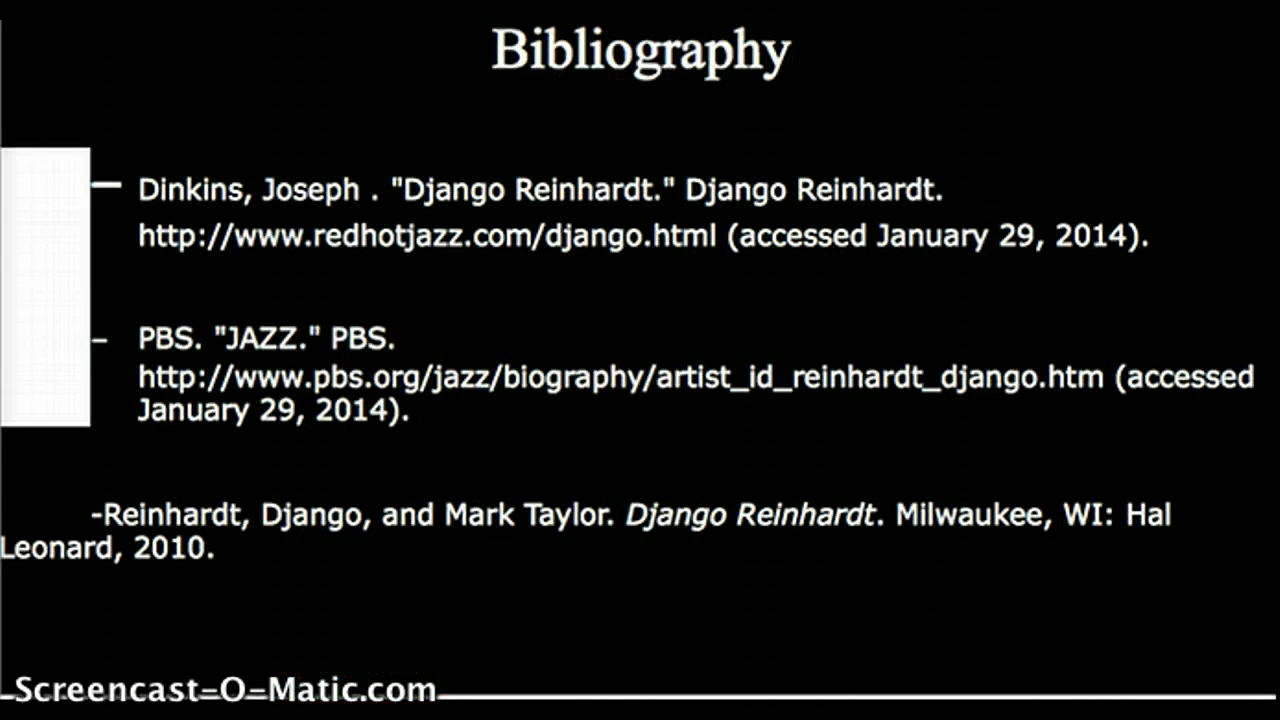 Bibliography
— Dinkins, Joseph . "Django Reinhardt." Django Reinhardt.
http://www.redhotjazz.com/django.html (accessed January 29, 2014).
– PBS. "JAZZ." PBS.
http://www.pbs.org/jazz/biography/artist_id_reinhardt_django.htm (accessed
January 29, 2014).
-Reinhardt, Django, and Mark Taylor. Django Reinhardt. Milwaukee, WI: Hal
Leonard, 2010.
Screencast-O-Matic.com